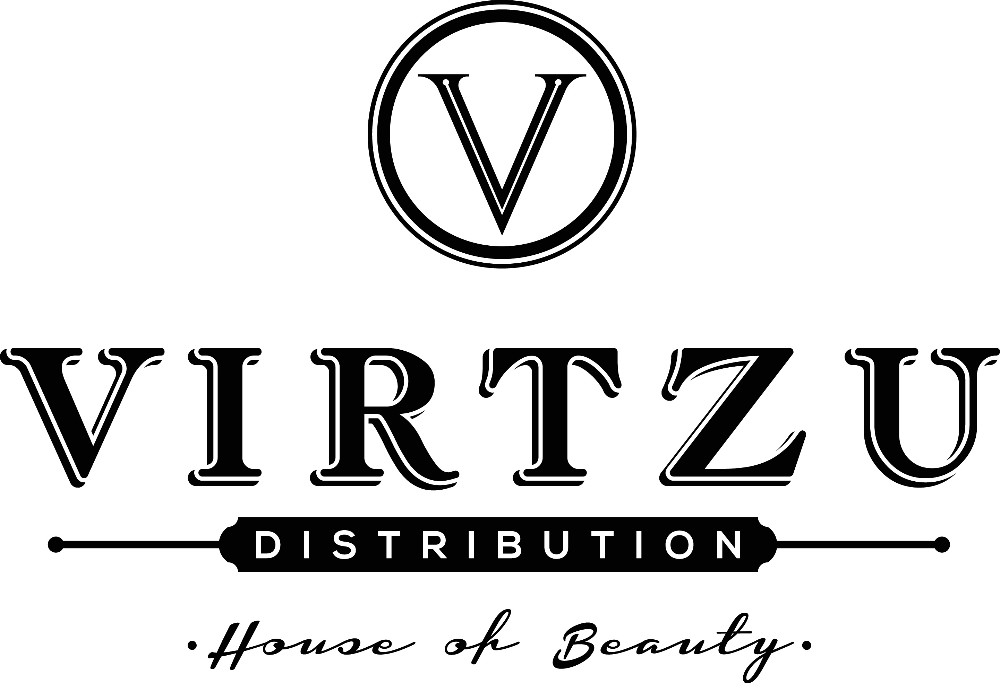 V
VIRTZU
DISTRIBUTION
· House of Beauty ·